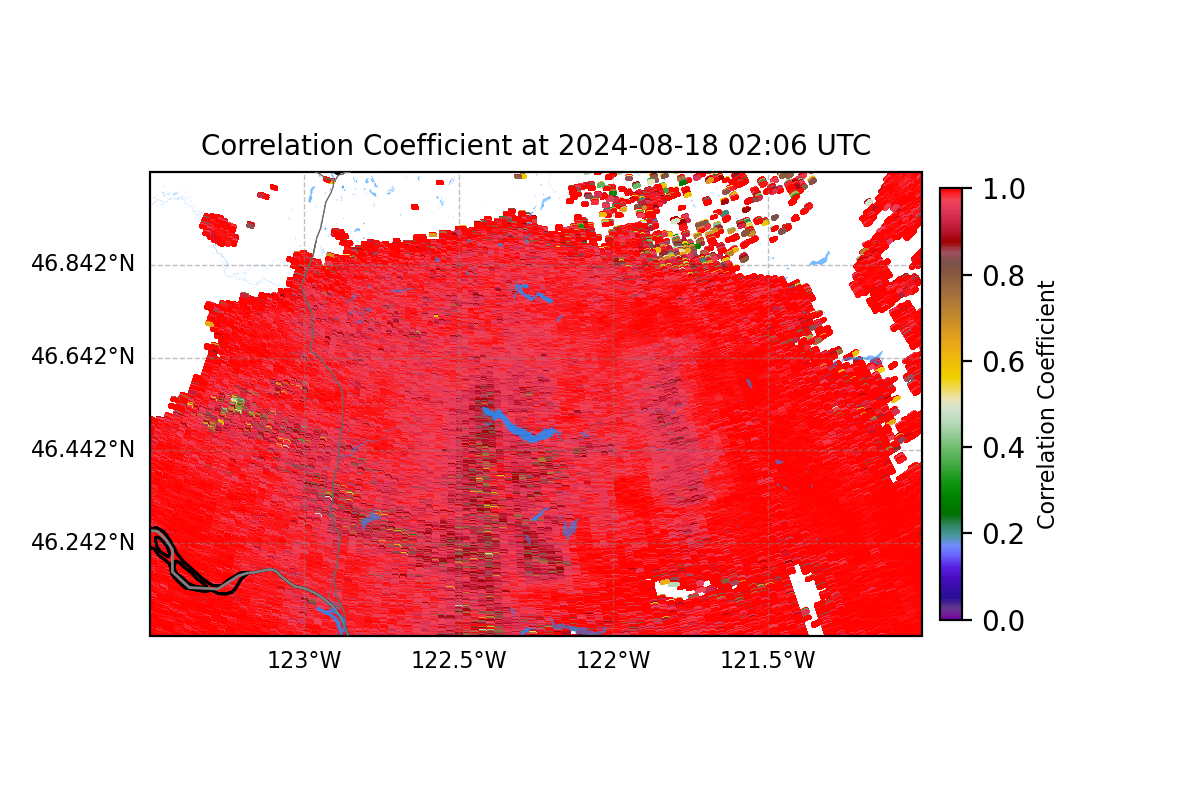 Correlation Coefficient at 2024-08-18 02:06 UTC
1.0
46.842°N
0.8
46.642°N
0.6
46.442°N
0.4
46.242°N
0.2
0.0
Correlation Coefficient
123°W 122.5°W 122°W 121.5°W